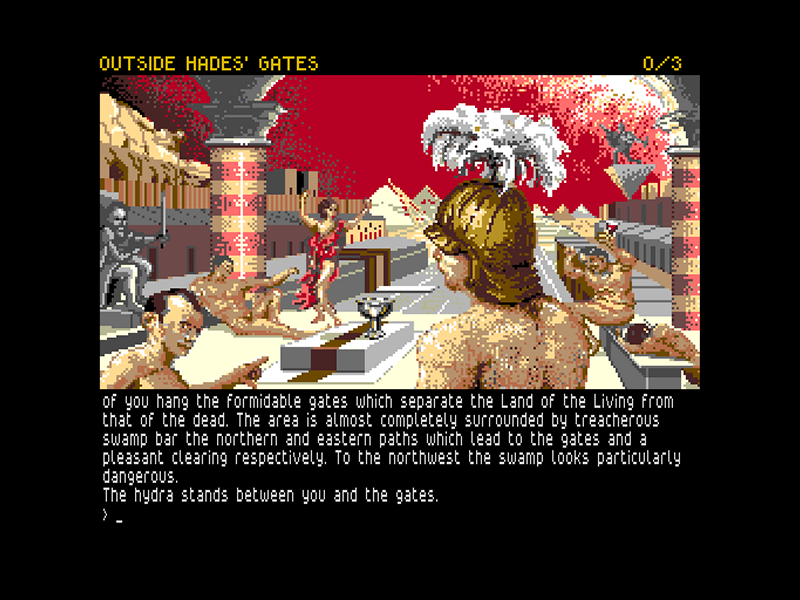 OUTSIDE HADES' GATES 0/3
of you hang the formidable gates which separate the Land of the Living from
that of the dead. The area is almost completely surrounded by treacherous
swamp bar the northern and eastern paths which lead to the gates and a
pleasant clearing respectively. To the northwest the swamp looks particularly
dangerous.
The hydra stands between you and the gates.
> _